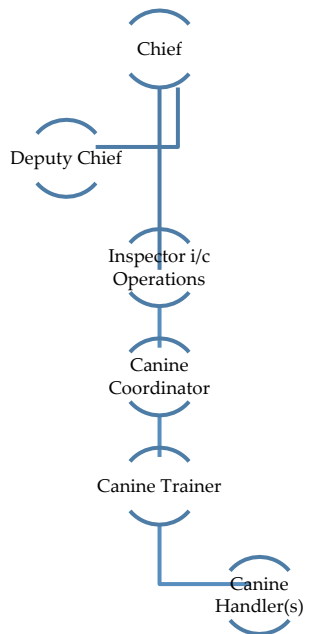 Chief
Deputy Chief
Inspector i/c
Operations
Canine
Coordinator
Canine Trainer
Canine
Handler(s)